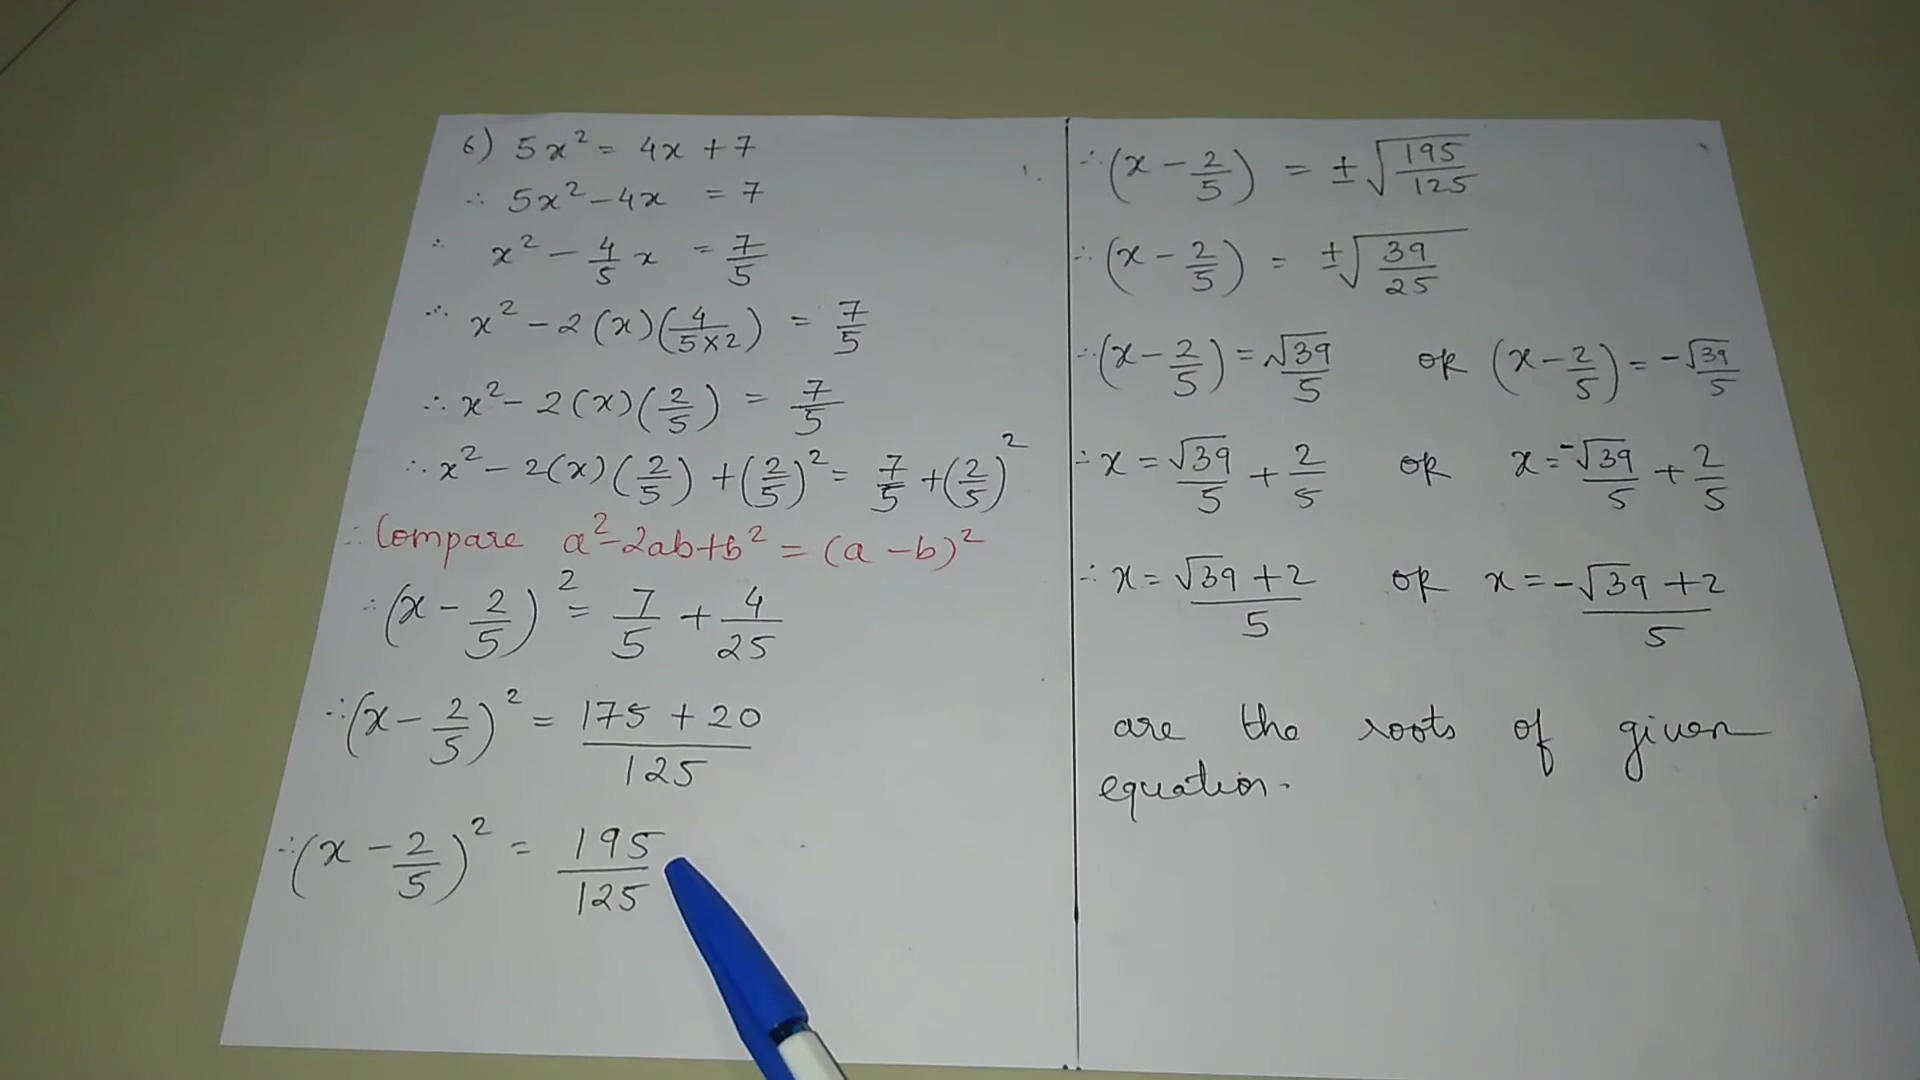 6) 5x² = 4x + 7
∴ 5x² - 4x = 7
∴ x² - 4/5 x = 7/5
∴ x² - 2(x)(4/5×2) = 7/5
∴ x² - 2(x)(2/5) = 7/5
∴ x² - 2(x)(2/5) + (2/5)² = 7/5 + (2/5)²
∴ Compare a² - 2ab + b² = (a - b)²
∴ (x - 2/5)² = 7/5 + 4/25
∴ (x - 2/5)² = 175 + 20/125
∴ (x - 2/5)² = 195/125
∴ (x - 2/5) = ±√195/125
∴ (x - 2/5) = ±√39/25
∴ (x - 2/5) = √39/5 or (x - 2/5) = -√39/5
∴ x = √39/5 + 2/5 or x = -√39/5 + 2/5
∴ x = √39 + 2/5 or x = -√39 + 2/5
are the roots of given
equation.